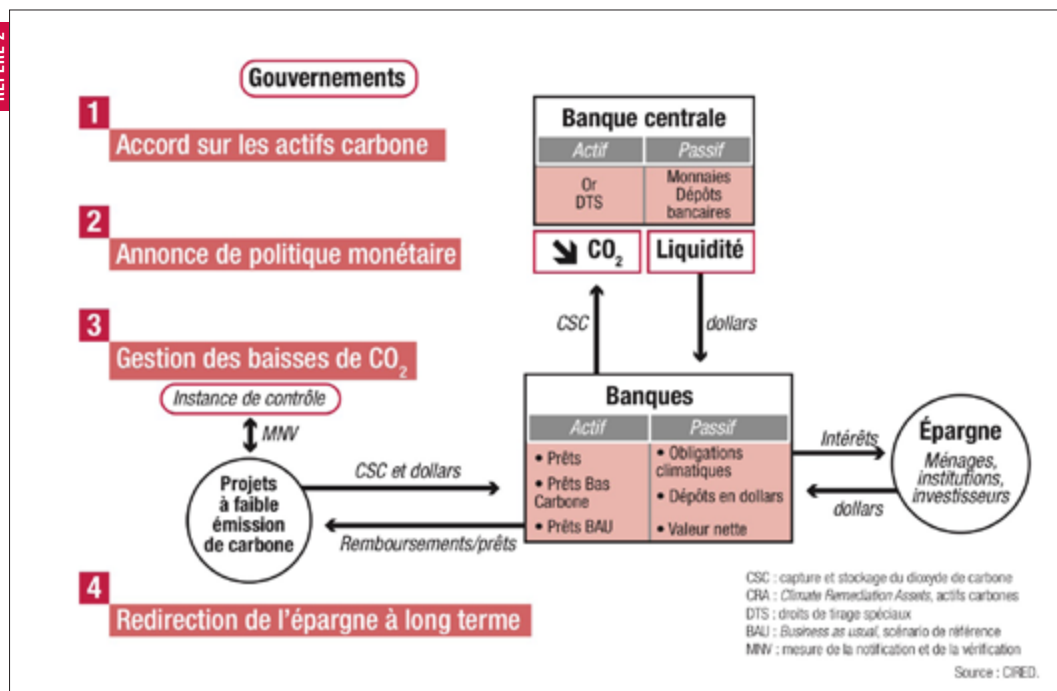 REPÈRE 2
Gouvernements
1
Accord sur les actifs carbone
2
Annonce de politique monétaire
3
Gestion des baisses de CO₂
Instance de contrôle
MNV
Projets
à faible
émission
de carbone
CSC et dollars
Remboursements/prêts
4
Redirection de l'épargne à long terme
Banque centrale
Actif
Passif
Or
DTS
Monnaies
Dépôts
bancaires
CO₂
Liquidité
CSC
dollars
Banques
Actif
Passif
• Prêts
• Prêts Bas
Carbone
• Prêts BAU
• Obligations
climatiques
• Dépôts en dollars
• Valeur nette
Intérêts
dollars
Épargne
Ménages,
institutions,
investisseurs
CSC : capture et stockage du dioxyde de carbone
CRA : Climate Remediation Assets, actifs carbones
DTS : droits de tirage spéciaux
BAU : Business as usual, scénario de référence
MNV : mesure de la notification et de la vérification
Source : CIRED.